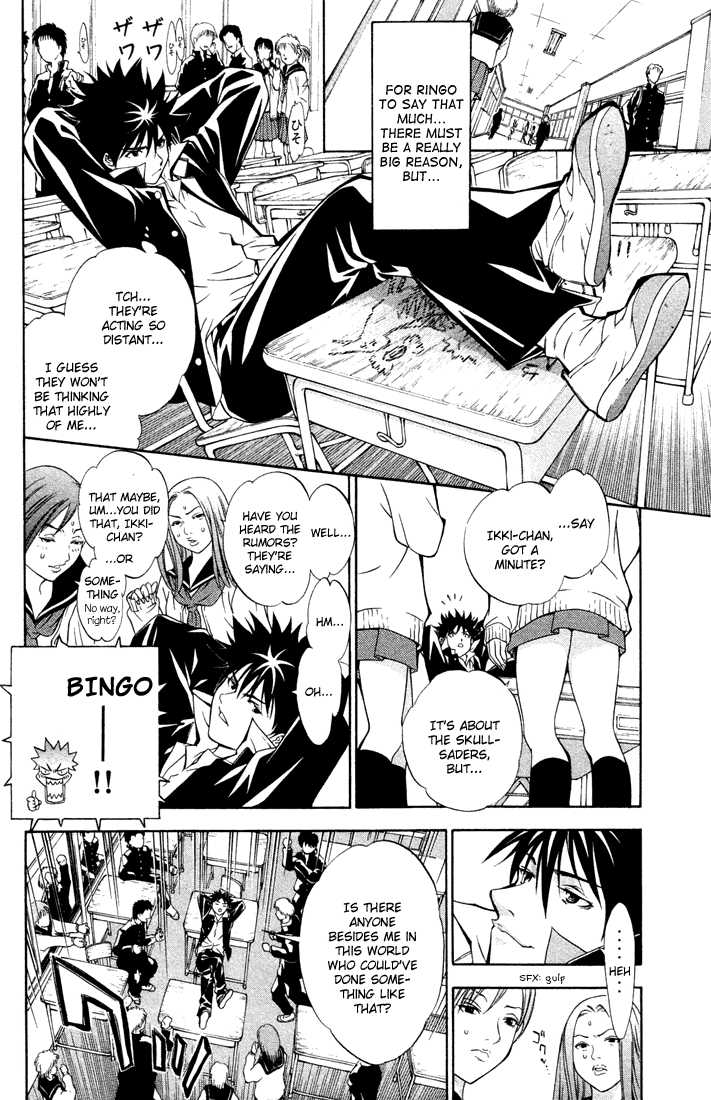 FOR RINGO
TO SAY THAT
MUCH...
THERE MUST
BE A REALLY
BIG REASON,
BUT...
ザワ
ザワ
ひそ
ひそ
TCH...
THEY'RE
ACTING SO
DISTANT...
I GUESS
THEY WON'T
BE THINKING
THAT HIGHLY
OF ME...
...SAY
IKKI-CHAN,
GOT A
MINUTE?
IT'S ABOUT
THE SKULL-
SADERS,
BUT...
WELL...
HAVE YOU
HEARD THE
RUMORS?
THEY'RE
SAYING...
THAT MAYBE,
UM...YOU DID
THAT, IKKI-
CHAN?
...OR
SOME-
THING
No way,
right?
HM...
OH...
BINGO
—
!!
......
HEH
SFX: gulp
IS THERE
ANYONE
BESIDES ME IN
THIS WORLD
WHO COULD'VE
DONE SOME-
THING LIKE
THAT?